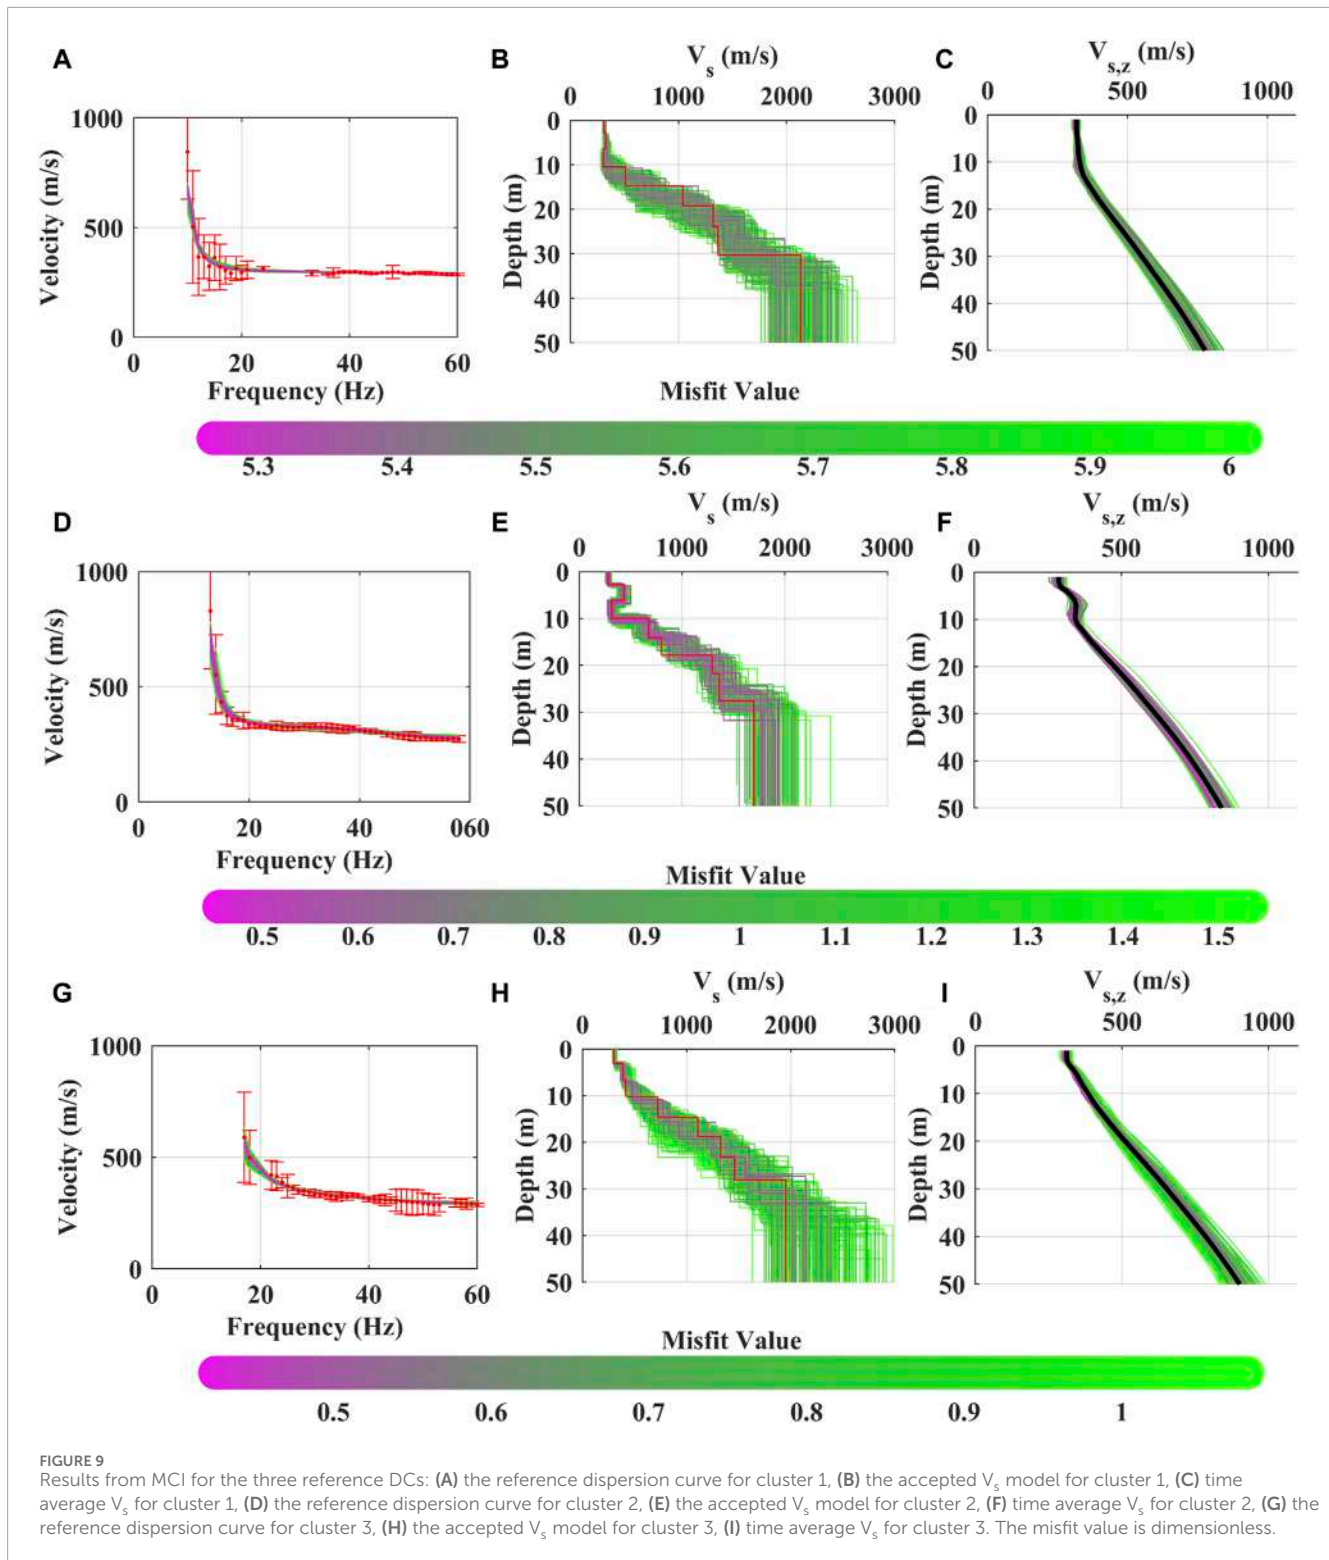 A
B
C
V_s (m/s)
0 1000 2000 3000
V_s,z (m/s)
0 500 1000
1000
500
0
Velocity (m/s)
0 20 40 60
Frequency (Hz)
0
10
20
30
40
50
Depth (m)
0
10
20
30
40
50
Depth (m)
Misfit Value
5.3 5.4 5.5 5.6 5.7 5.8 5.9 6
D
E
F
V_s (m/s)
0 1000 2000 3000
V_s,z (m/s)
0 500 1000
1000
500
0
Velocity (m/s)
0 20 40 060
Frequency (Hz)
0
10
20
30
40
50
Depth (m)
0
10
20
30
40
50
Depth (m)
Misfit Value
0.5 0.6 0.7 0.8 0.9 1 1.1 1.2 1.3 1.4 1.5
G
H
I
V_s (m/s)
0 1000 2000 3000
V_s,z (m/s)
0 500 1000
1000
500
0
Velocity (m/s)
0 20 40 60
Frequency (Hz)
0
10
20
30
40
50
Depth (m)
0
10
20
30
40
50
Depth (m)
Misfit Value
0.5 0.6 0.7 0.8 0.9 1
FIGURE 9
Results from MCI for the three reference DCs: (A) the reference dispersion curve for cluster 1, (B) the accepted V_s model for cluster 1, (C) time
average V_s for cluster 1, (D) the reference dispersion curve for cluster 2, (E) the accepted V_s model for cluster 2, (F) time average V_s for cluster 2, (G) the
reference dispersion curve for cluster 3, (H) the accepted V_s model for cluster 3, (I) time average V_s for cluster 3. The misfit value is dimensionless.